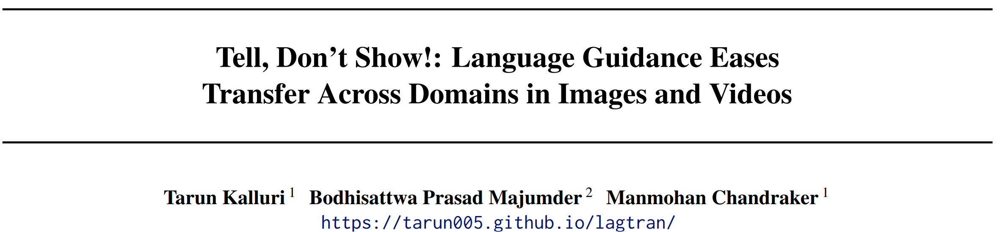 Tell, Don’t Show!: Language Guidance Eases
Transfer Across Domains in Images and Videos
Tarun Kalluri 1 Bodhisattwa Prasad Majumder 2 Manmohan Chandraker 1
https://tarun005.github.io/lagtran/